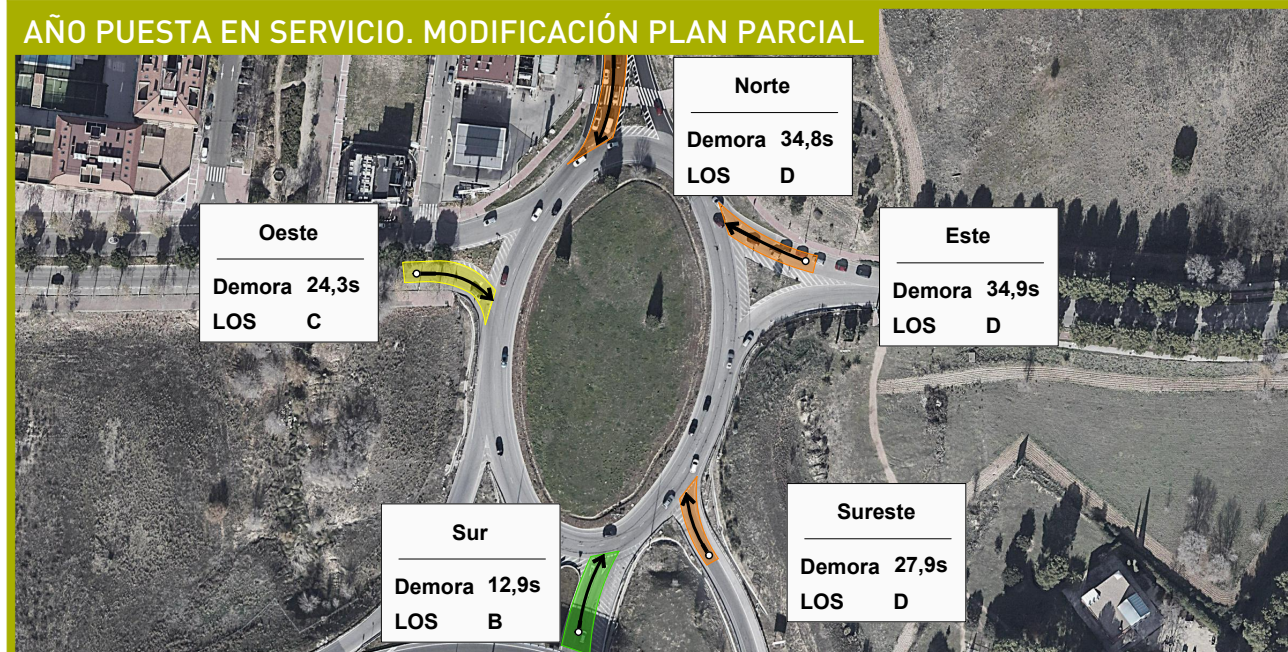 AÑO PUESTA EN SERVICIO. MODIFICACIÓN PLAN PARCIAL
Norte
Demora 34,8s
LOS D
Oeste
Demora 24,3s
LOS C
Este
Demora 34,9s
LOS D
Sur
Demora 12,9s
LOS B
Sureste
Demora 27,9s
LOS D